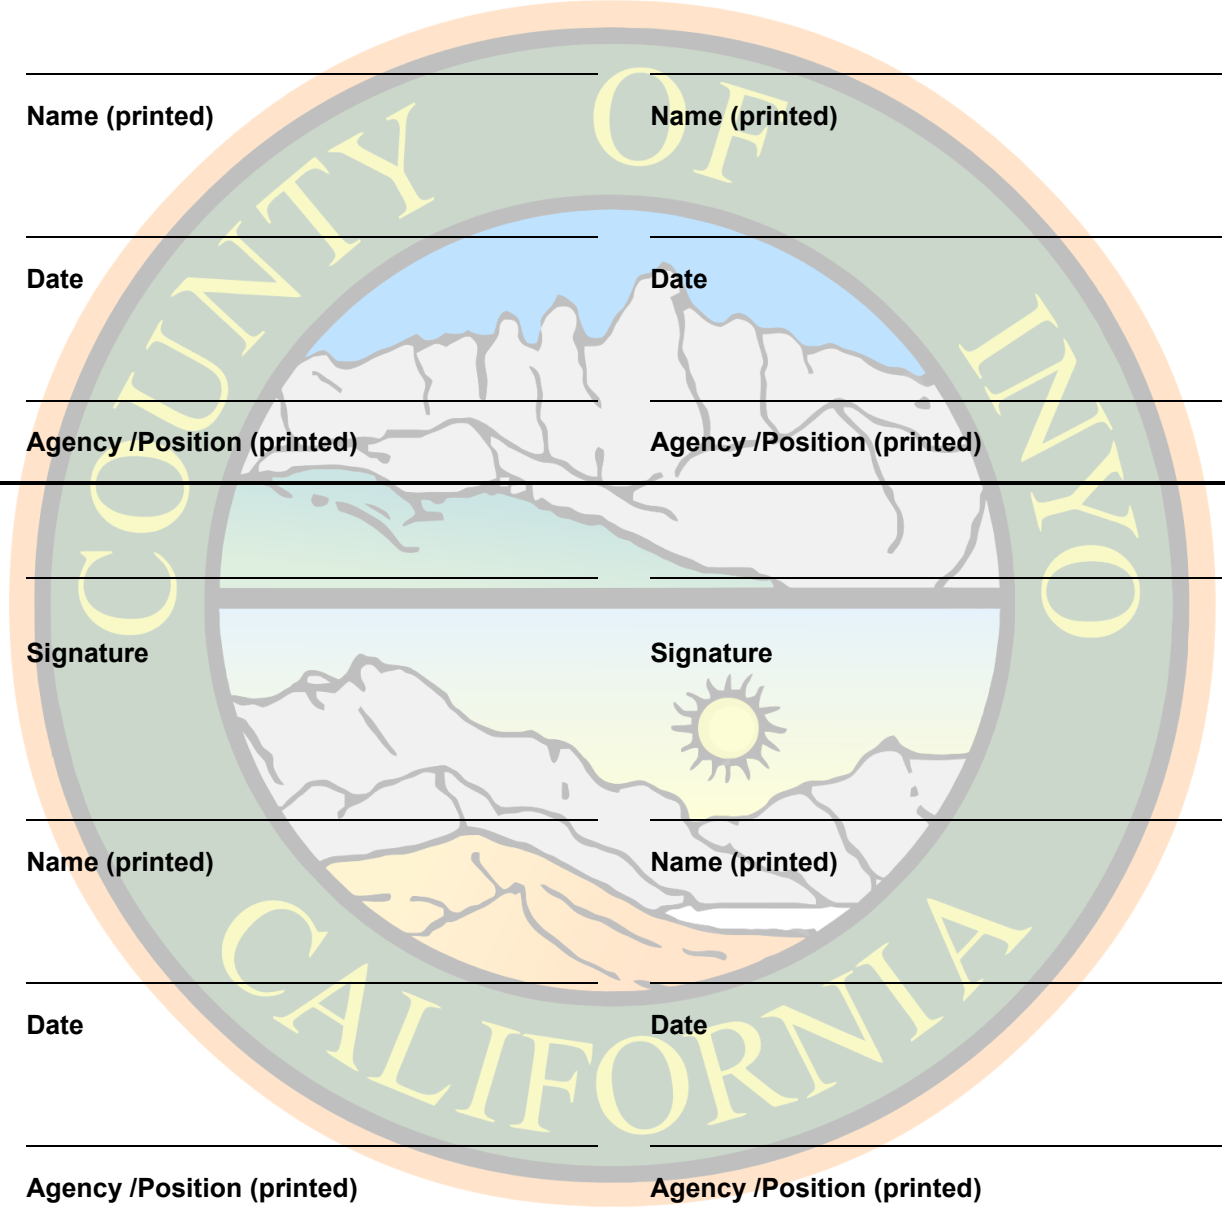 COUNTY OF INYO
Name (printed) Name (printed)
Date Date
Agency /Position (printed) Agency /Position (printed)
Signature Signature
Name (printed) Name (printed)
Date Date
Agency /Position (printed) Agency /Position (printed)
CALIFORNIA